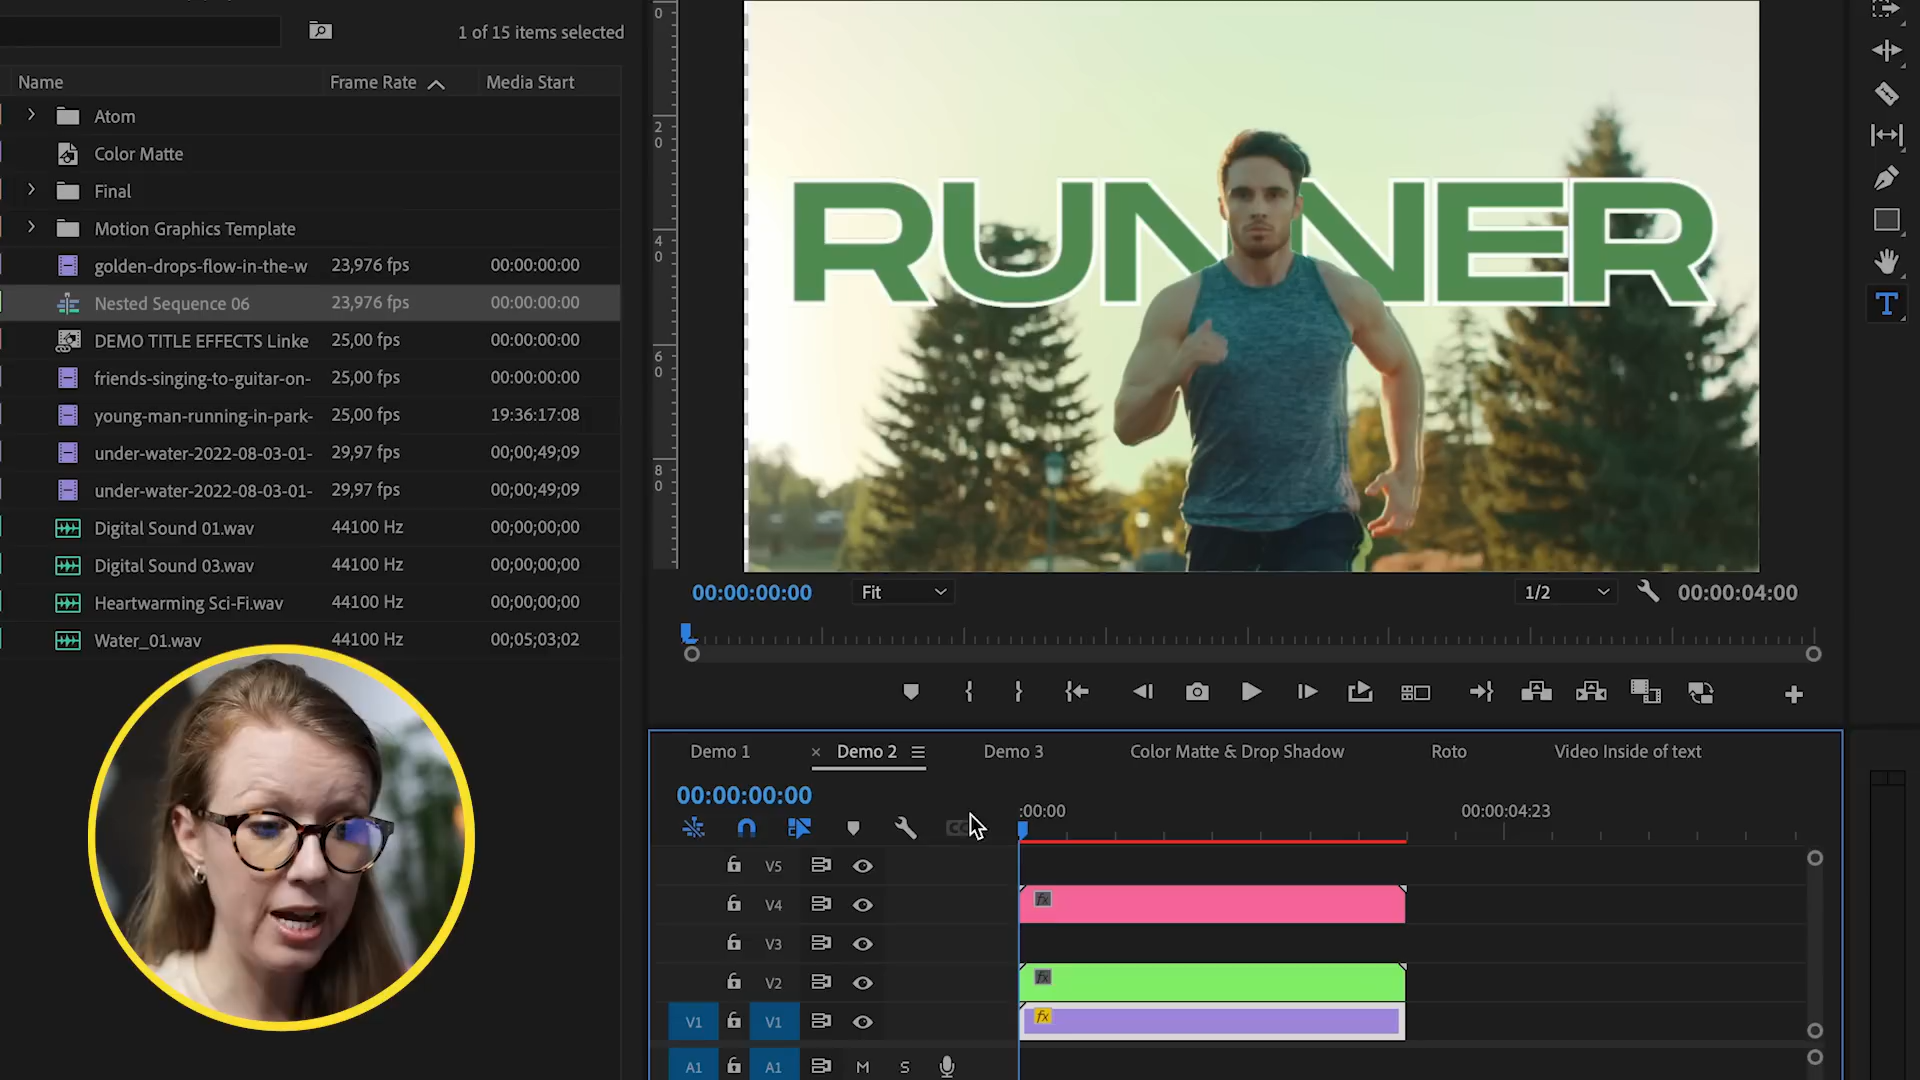 1 of 15 items selected
Name Frame Rate Media Start
Atom
Color Matte
Final
Motion Graphics Template
golden-drops-flow-in-the-w 23,976 fps 00:00:00:00
Nested Sequence 06 23,976 fps 00:00:00:00
DEMO TITLE EFFECTS Linke 25,00 fps 00:00:00:00
friends-singing-to-guitar-on- 25,00 fps 00:00:00:00
young-man-running-in-park- 25,00 fps 19:36:17:08
under-water-2022-08-03-01- 29,97 fps 00;00;49;09
under-water-2022-08-03-01- 29,97 fps 00;00;49;09
Digital Sound 01.wav 44100 Hz 00;00;00;00
Digital Sound 03.wav 44100 Hz 00;00;00;00
Heartwarming Sci-Fi.wav 44100 Hz 00;00;00;00
Water_01.wav 44100 Hz 00;05;03;02
0
20
40
60
80
RUNNER
T
00:00:00:00 Fit 1/2 00:00:04:00
Demo 1 × Demo 2 Demo 3 Color Matte & Drop Shadow Roto Video Inside of text
00:00:00:00
:00:00 00:00:04:23
V5
V4 fx
V3
V2 fx
V1 V1 fx
A1 A1 M S